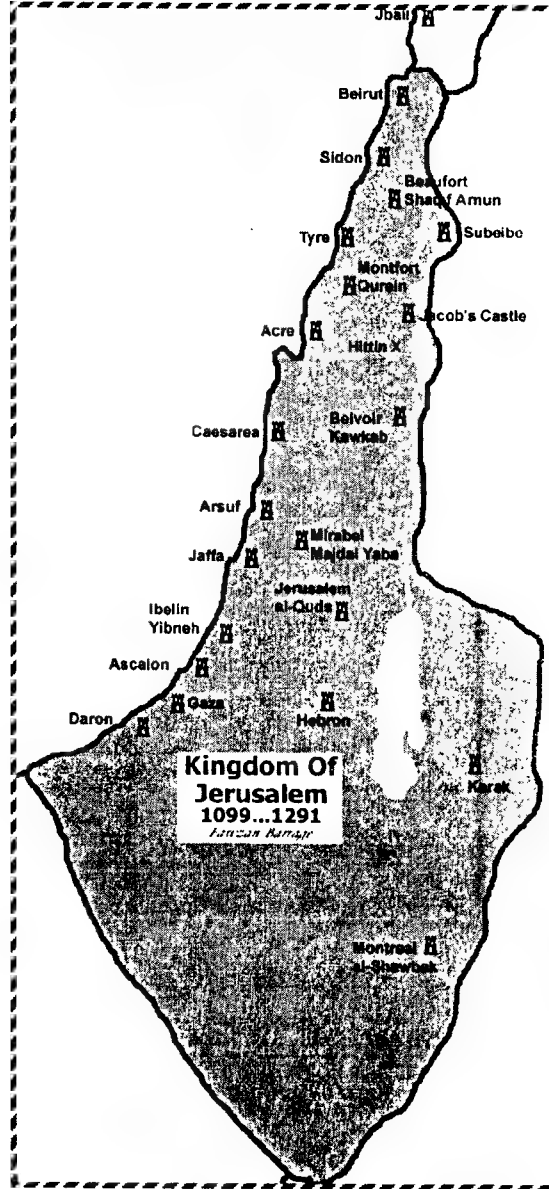 Jbail
Beirut
Sidon
Beaufort
Shaqif Arnun
Tyre
Subeibe
Montfort
Qurein
Jacob's Castle
Acre
Hittin X
Belvoir
Kawkab
Caesarea
Arsuf
Mirabel
Majdal Yaba
Jaffa
Jerusalem
al-Quds
Ibelin
Yibneh
Ascalon
Gaza
Hebron
Daron
Kingdom Of
Jerusalem
1099...1291
Karak
Montreal
al-Shawbak